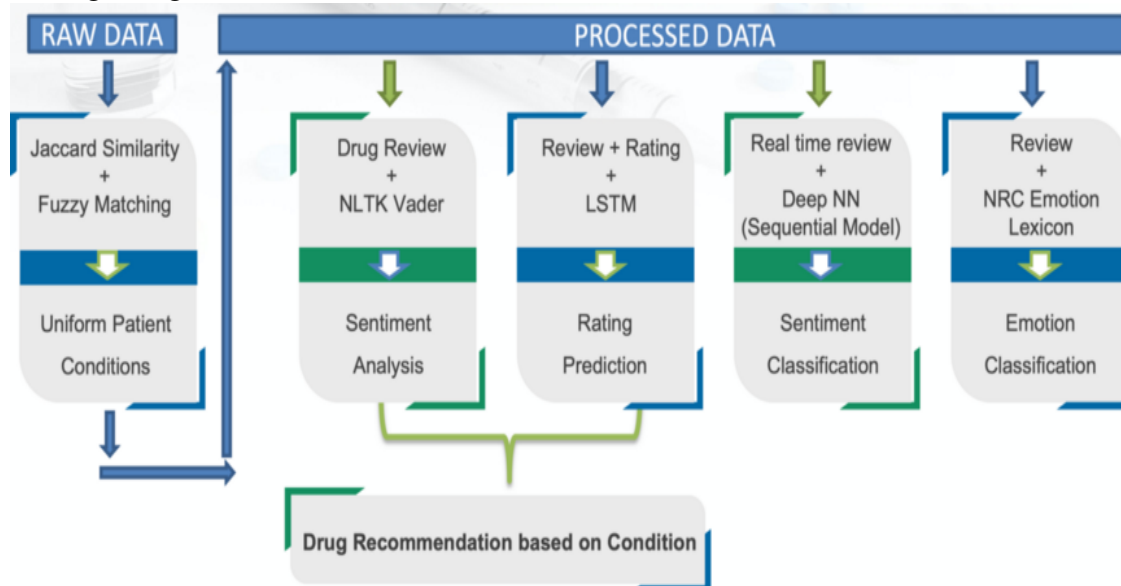 RAW DATA
PROCESSED DATA
Jaccard Similarity
+
Fuzzy Matching
Uniform Patient
Conditions
Drug Review
+
NLTK Vader
Sentiment
Analysis
Review + Rating
+
LSTM
Rating
Prediction
Real time review
+
Deep NN
(Sequential Model)
Sentiment
Classification
Review
+
NRC Emotion
Lexicon
Emotion
Classification
Drug Recommendation based on Condition